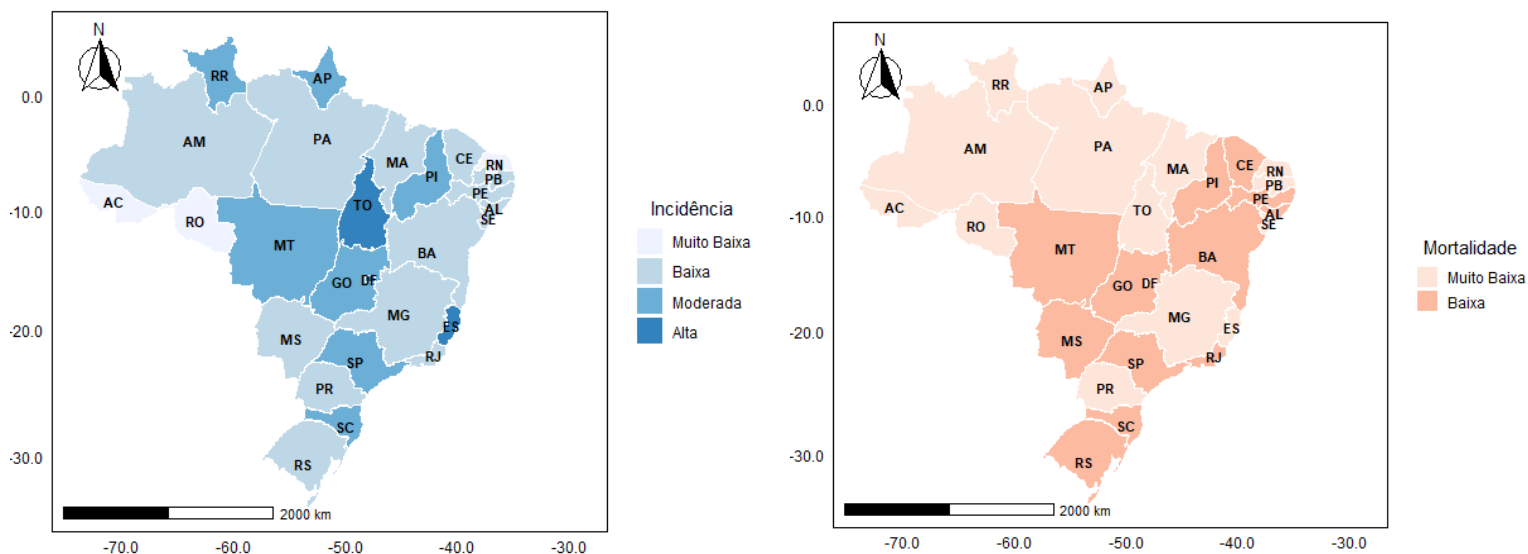 N
RR
AP
0.0
AM
PA
MA
CE
RN
PB
PI
PE
AL
SE
AC
TO
-10.0
RO
MT
BA
GO
DF
MG
ES
-20.0
MS
SP
RJ
PR
SC
-30.0
RS
2000 km
-70.0 -60.0 -50.0 -40.0 -30.0
Incidência
Muito Baixa
Baixa
Moderada
Alta
N
RR
AP
0.0
AM
PA
MA
CE
RN
PB
PI
PE
AL
SE
AC
TO
-10.0
RO
MT
BA
GO
DF
MG
ES
-20.0
MS
SP
RJ
PR
SC
-30.0
RS
2000 km
-70.0 -60.0 -50.0 -40.0 -30.0
Mortalidade
Muito Baixa
Baixa